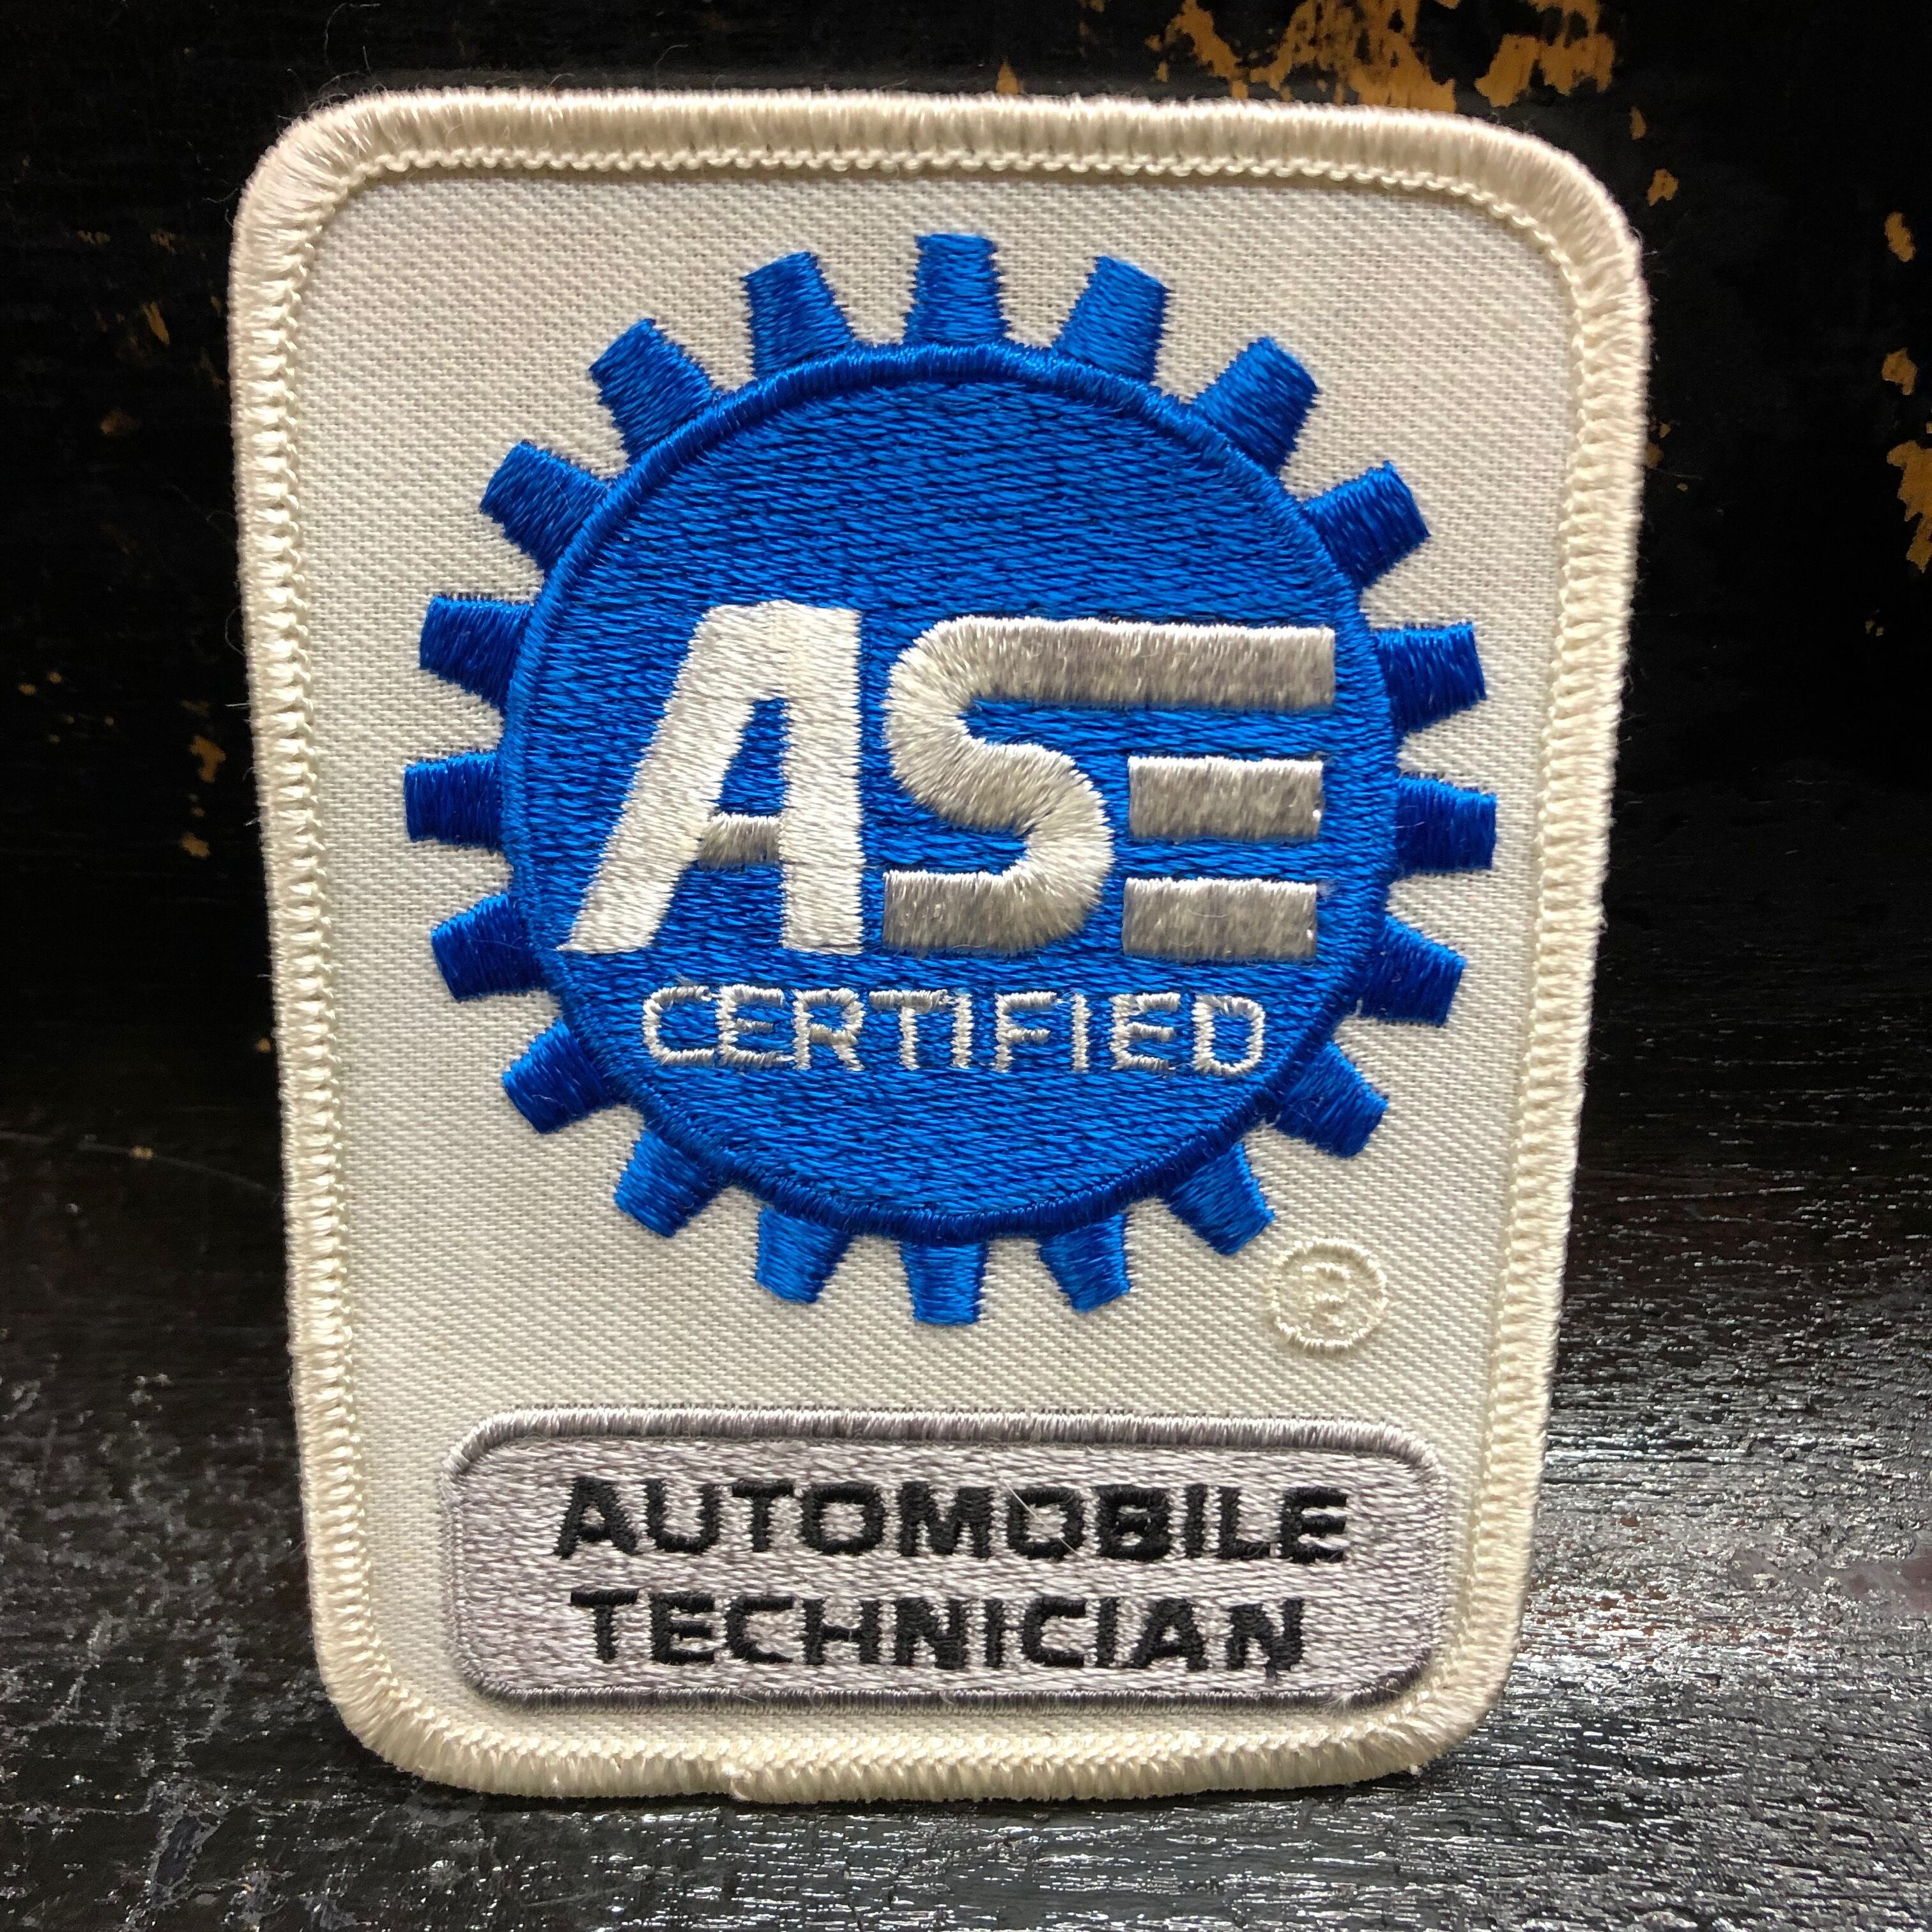 ASE
CERTIFIED
®
AUTOMOBILE
TECHNICIAN